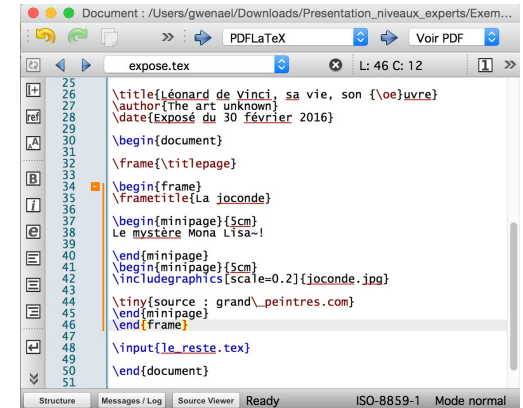 Document : /Users/gwenael/Downloads/Presentation_niveaux_experts/Exem...
» PDFLaTeX Voir PDF
expose.tex L: 46 C: 12 1 »
25
26 \title{Léonard de Vinci, sa vie, son {\oe}uvre}
27 \author{The art unknown}
28 \date{Exposé du 30 février 2016}
29
30 \begin{document}
31
32 \frame{\titlepage}
33
34 \begin{frame}
35 \frametitle{La joconde}
36
37 \begin{minipage}{5cm}
38 Le mystère Mona Lisa~!
39
40 \end{minipage}
41 \begin{minipage}{5cm}
42 \includegraphics[scale=0.2]{joconde.jpg}
43
44 \tiny{source : grand\_peintres.com}
45 \end{minipage}
46 \end{frame}
47
48 \input{le_reste.tex}
49
50 \end{document}
51
ref
A A
B
i
e
Structure Messages / Log Source Viewer Ready ISO-8859-1 Mode normal